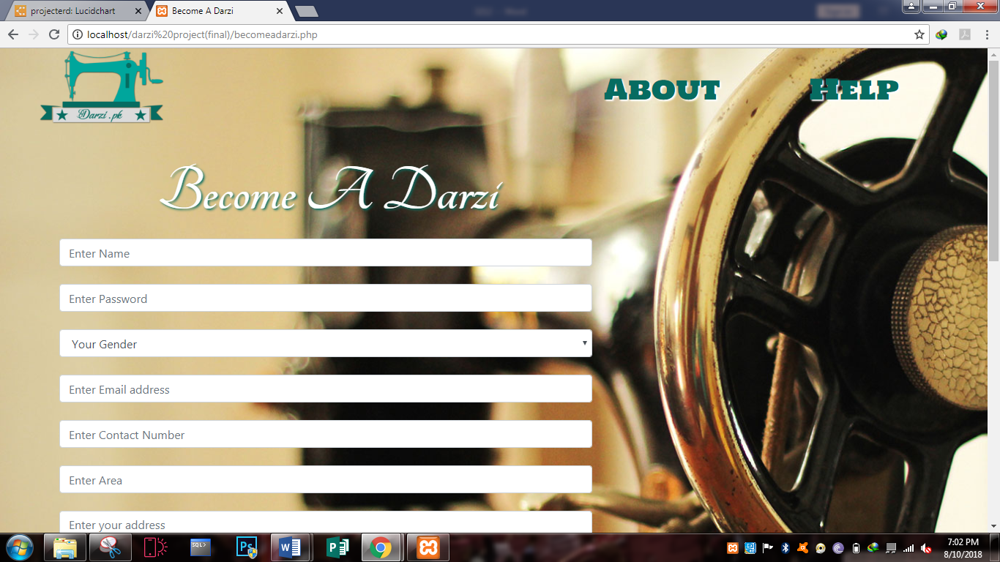 projecterd: Lucidchart
Become A Darzi
localhost/darzi%20project(final)/becomeadarzi.php
Darzi.pk
About
Help
Become A Darzi
Enter Name
Enter Password
Your Gender
Enter Email address
Enter Contact Number
Enter Area
Enter your address
SQL>
Ps
W
P
7:02 PM
8/10/2018